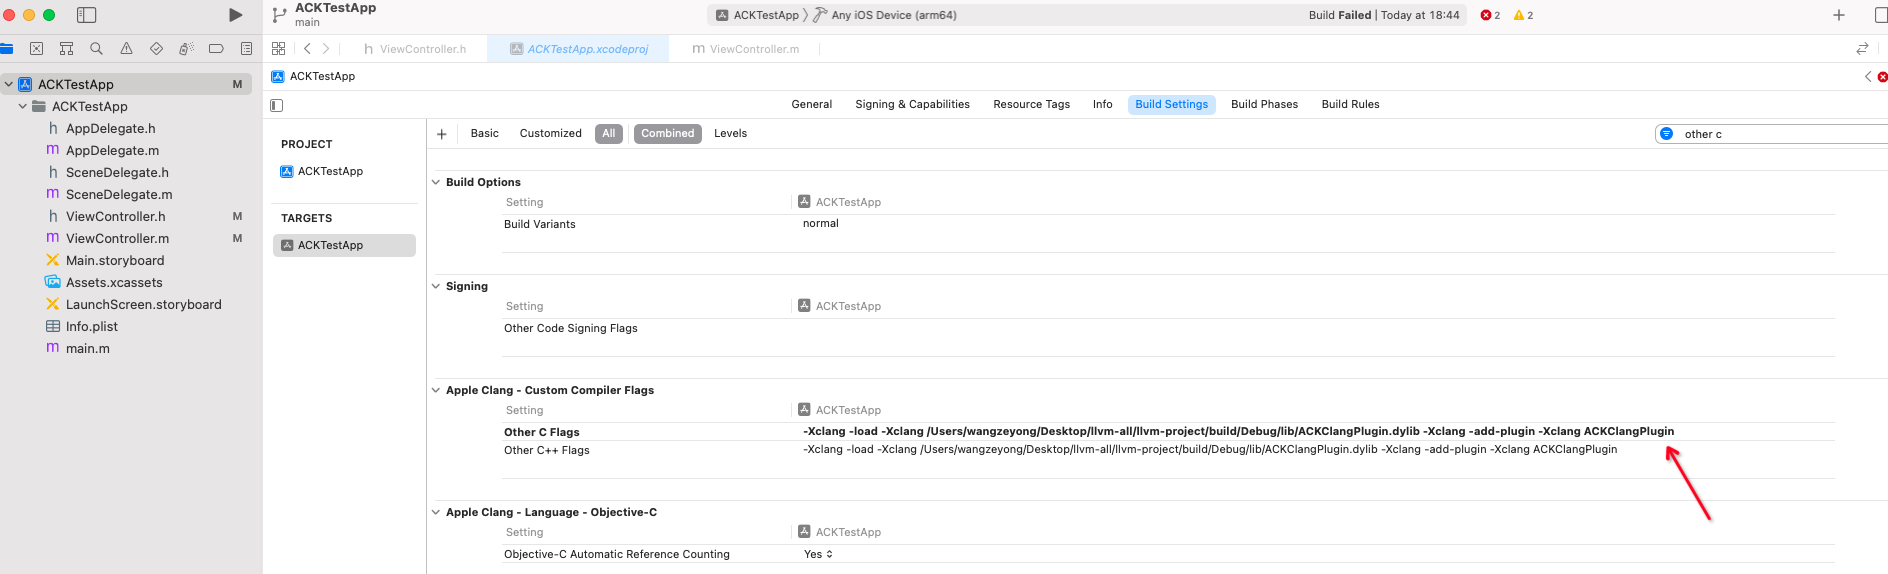 ACKTestApp
main
ACKTestApp 〉 Any iOS Device (arm64)
Build Failed | Today at 18:44
2
2
h ViewController.h
ACKTestApp.xcodeproj
m ViewController.m
ACKTestApp M
ACKTestApp
h AppDelegate.h
m AppDelegate.m
h SceneDelegate.h
m SceneDelegate.m
h ViewController.h M
m ViewController.m M
Main.storyboard
Assets.xcassets
LaunchScreen.storyboard
Info.plist
m main.m
ACKTestApp
General Signing & Capabilities Resource Tags Info Build Settings Build Phases Build Rules
PROJECT
ACKTestApp
TARGETS
ACKTestApp
+ Basic Customized All Combined Levels
other c
Build Options
Setting ACKTestApp
Build Variants normal
Signing
Setting ACKTestApp
Other Code Signing Flags
Apple Clang - Custom Compiler Flags
Setting ACKTestApp
Other C Flags -Xclang -load -Xclang /Users/wangzeyong/Desktop/llvm-all/llvm-project/build/Debug/lib/ACKClangPlugin.dylib -Xclang -add-plugin -Xclang ACKClangPlugin
Other C++ Flags -Xclang -load -Xclang /Users/wangzeyong/Desktop/llvm-all/llvm-project/build/Debug/lib/ACKClangPlugin.dylib -Xclang -add-plugin -Xclang ACKClangPlugin
Apple Clang - Language - Objective-C
Setting ACKTestApp
Objective-C Automatic Reference Counting Yes